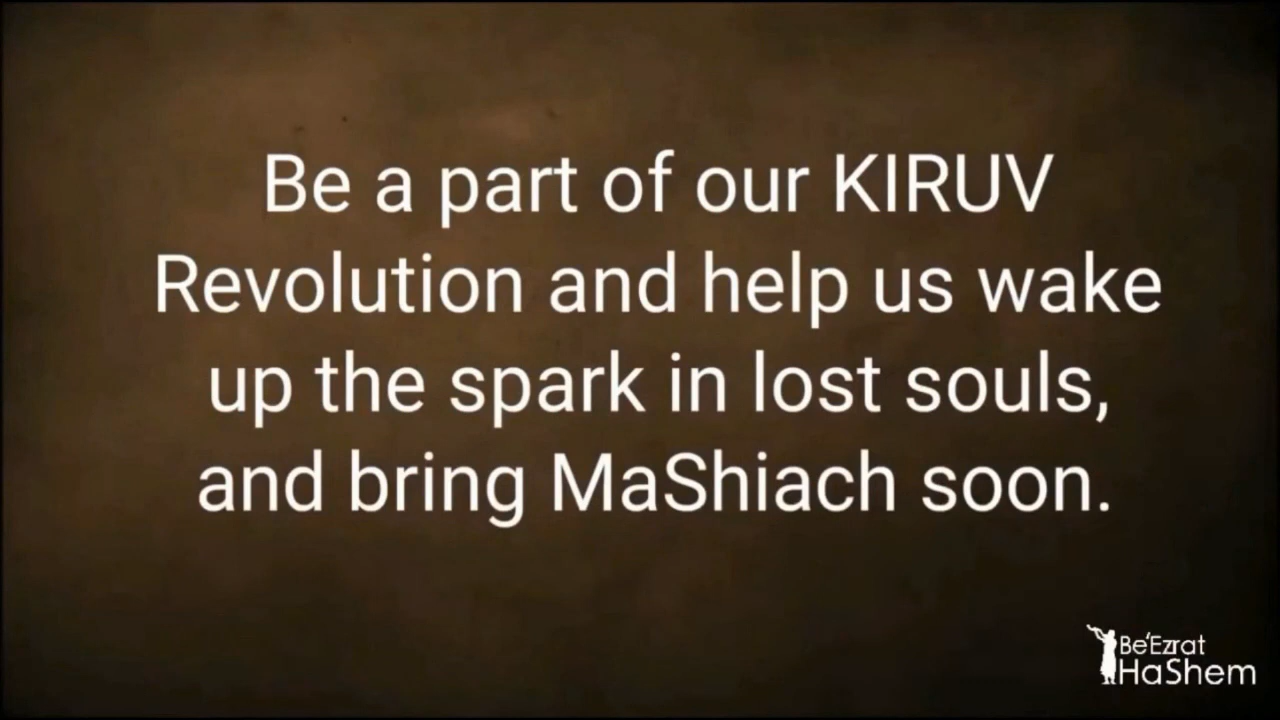 Be a part of our KIRUV
Revolution and help us wake
up the spark in lost souls,
and bring MaShiach soon.
Be'Ezrat
HaShem